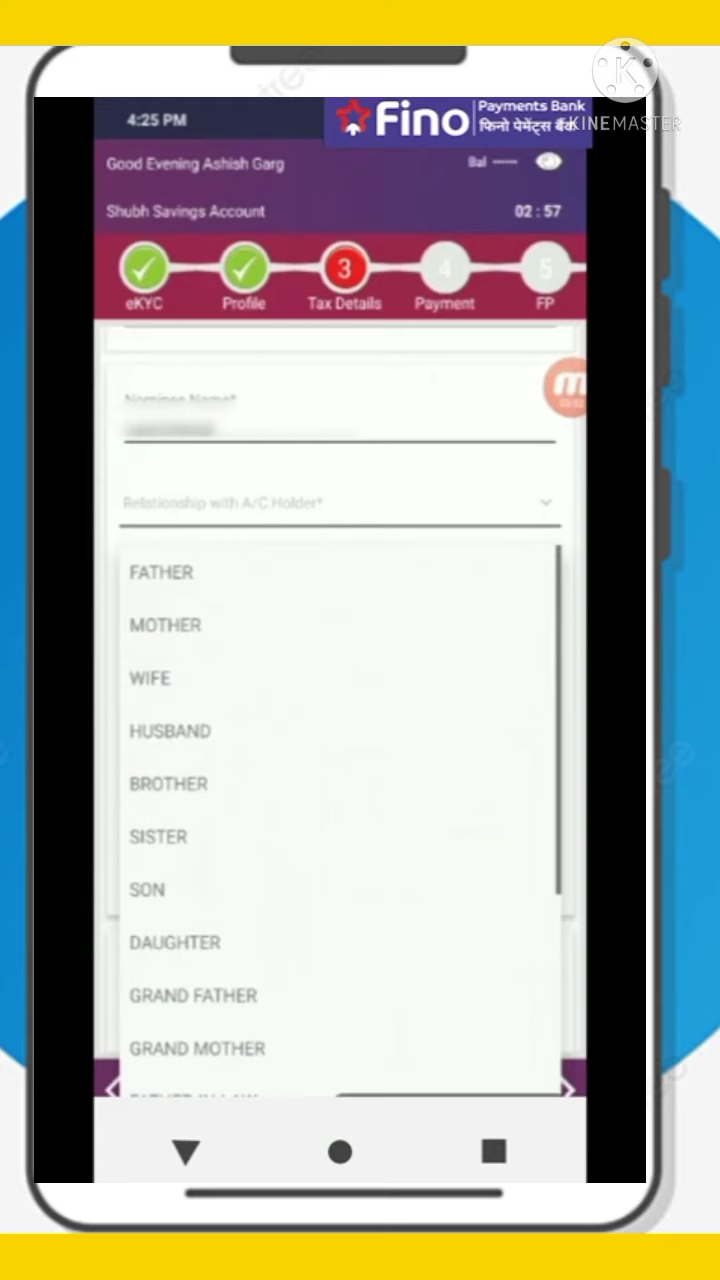 4:25 PM
Fino
Payments Bank
फिनो पेमेंट्स बैंक
K
KINEMASTER
Good Evening Ashish Garg
Bal
Shubh Savings Account
02 : 57
3
4
5
eKYC
Profile
Tax Details
Payment
FP
Nominee Name*
Relationship with A/C Holder*
FATHER
MOTHER
WIFE
HUSBAND
BROTHER
SISTER
SON
DAUGHTER
GRAND FATHER
GRAND MOTHER